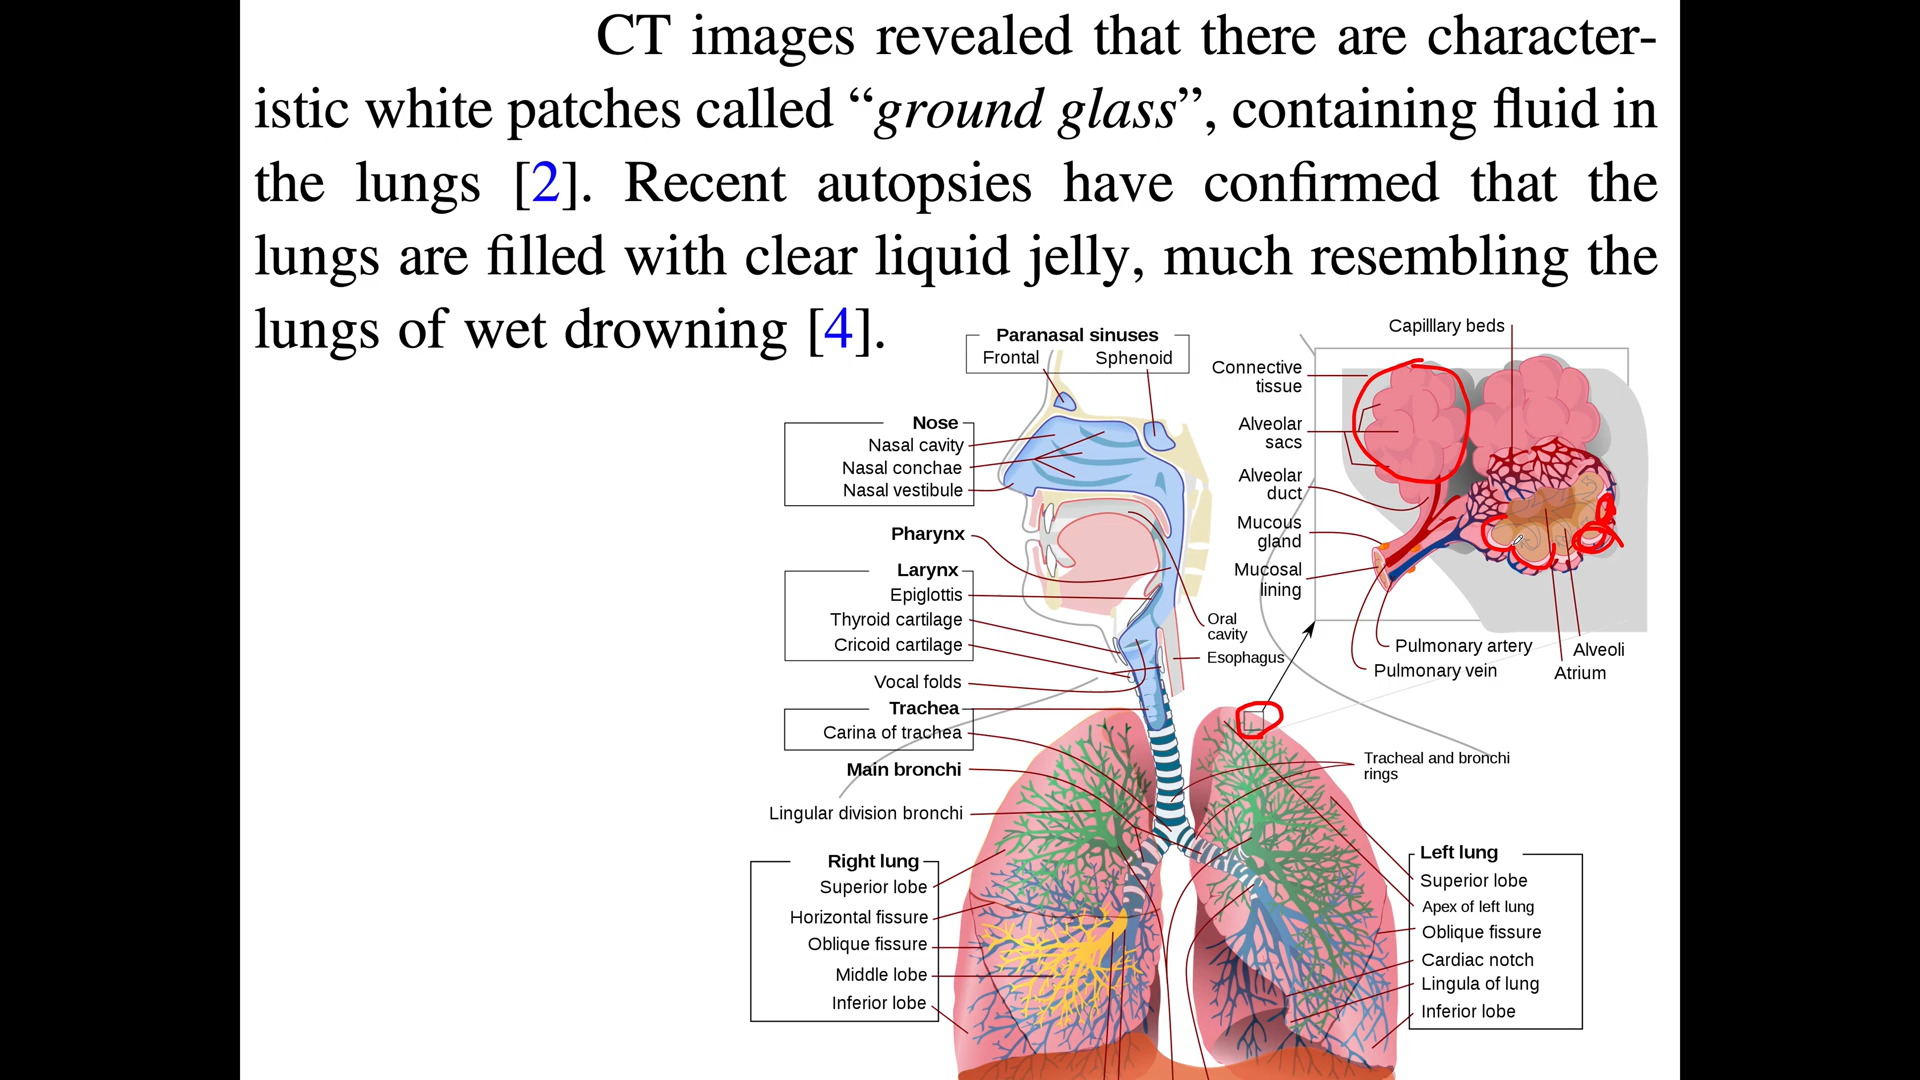 CT images revealed that there are character-
istic white patches called “ground glass”, containing fluid in
the lungs [2]. Recent autopsies have confirmed that the
lungs are filled with clear liquid jelly, much resembling the
lungs of wet drowning [4].
Paranasal sinuses
Frontal
Sphenoid
Nose
Nasal cavity
Nasal conchae
Nasal vestibule
Pharynx
Larynx
Epiglottis
Thyroid cartilage
Cricoid cartilage
Vocal folds
Trachea
Carina of trachea
Main bronchi
Lingular division bronchi
Right lung
Superior lobe
Horizontal fissure
Oblique fissure
Middle lobe
Inferior lobe
Capilllary beds
Connective
tissue
Alveolar
sacs
Alveolar
duct
Mucous
gland
Mucosal
lining
Oral
cavity
Esophagus
Pulmonary artery
Pulmonary vein
Alveoli
Atrium
Tracheal and bronchi
rings
Left lung
Superior lobe
Apex of left lung
Oblique fissure
Cardiac notch
Lingula of lung
Inferior lobe